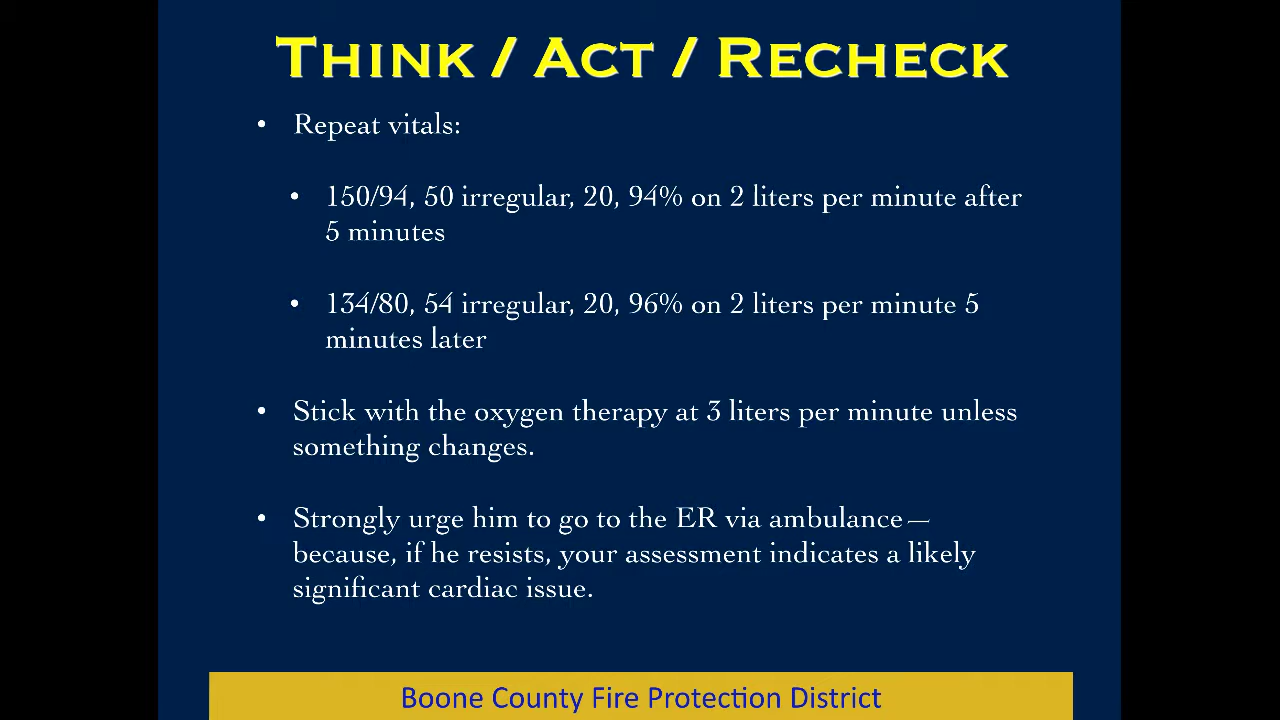 THINK / ACT / RECHECK
• Repeat vitals:
• 150/94, 50 irregular, 20, 94% on 2 liters per minute after
5 minutes
• 134/80, 54 irregular, 20, 96% on 2 liters per minute 5
minutes later
• Stick with the oxygen therapy at 3 liters per minute unless
something changes.
• Strongly urge him to go to the ER via ambulance—
because, if he resists, your assessment indicates a likely
significant cardiac issue.
Boone County Fire Protection District